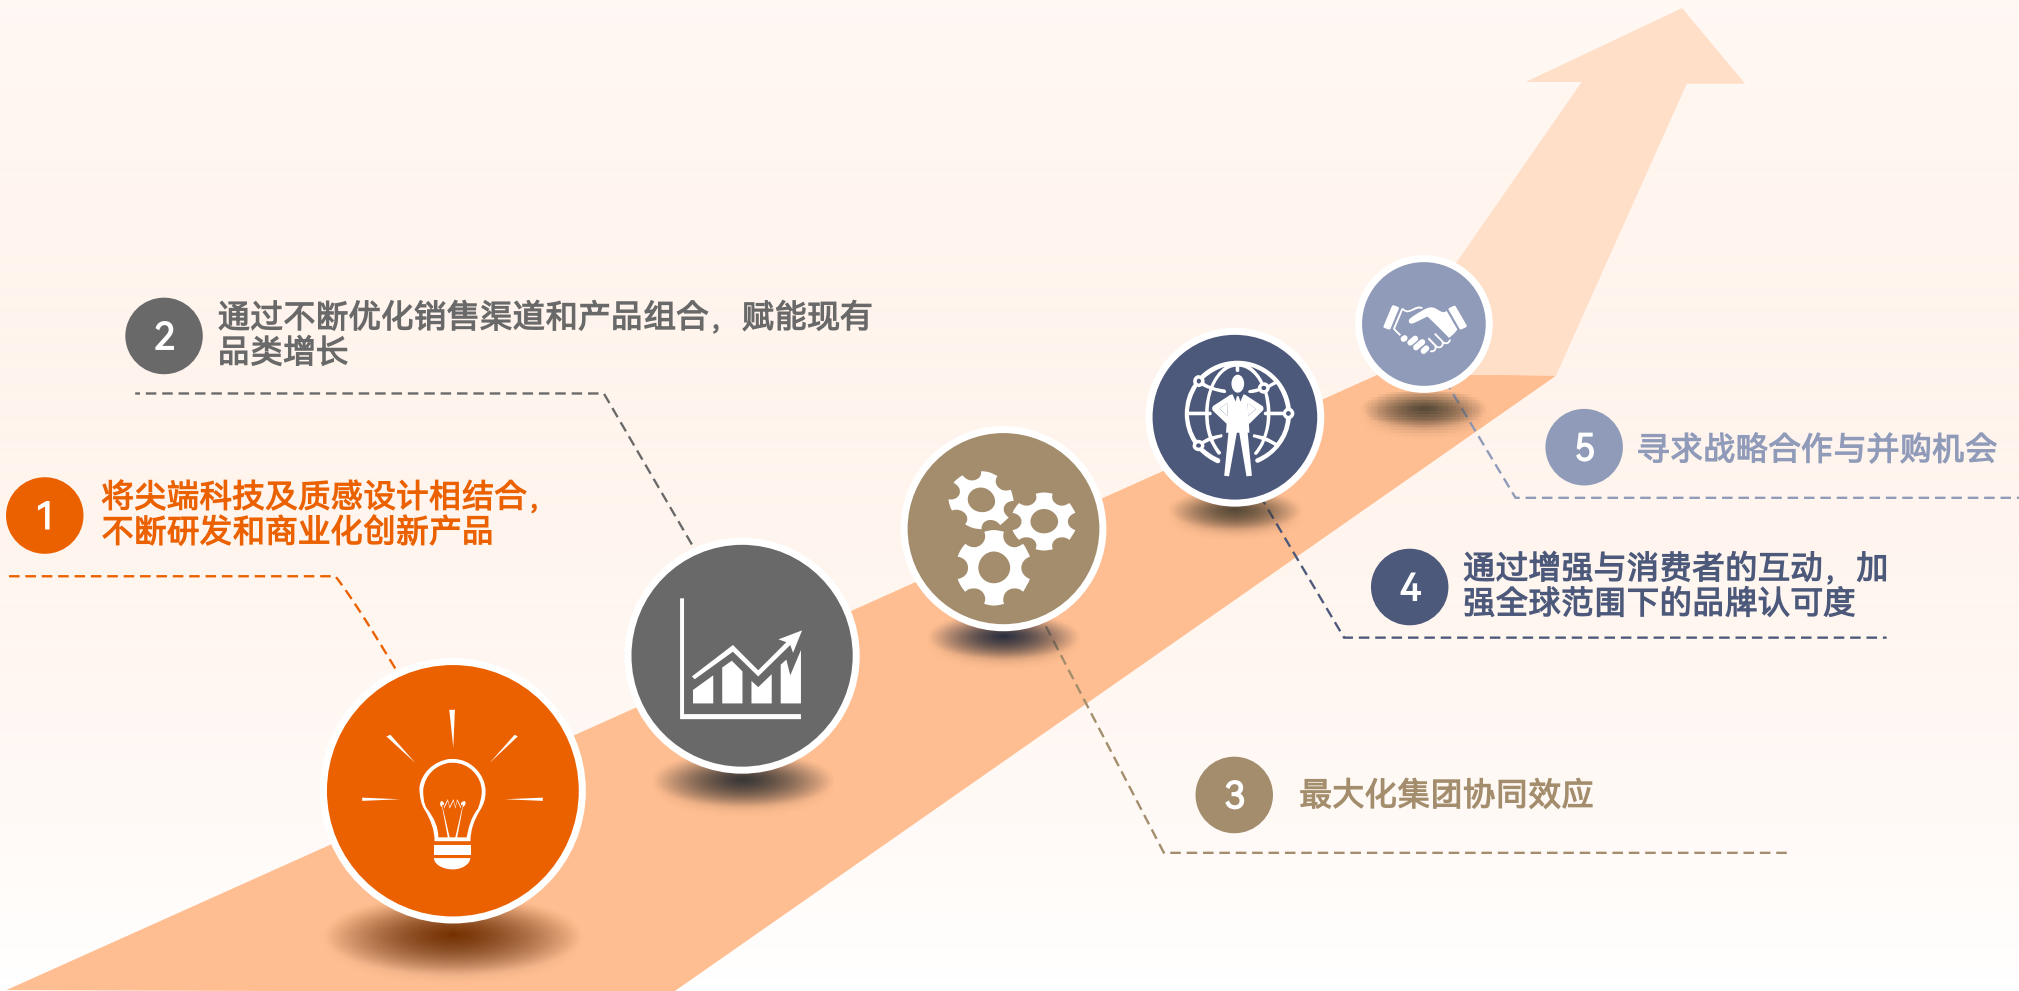 1
将尖端科技及质感设计相结合，
不断研发和商业化创新产品
2
通过不断优化销售渠道和产品组合，赋能现有
品类增长
3
最大化集团协同效应
4
通过增强与消费者的互动，加
强全球范围下的品牌认可度
5
寻求战略合作与并购机会